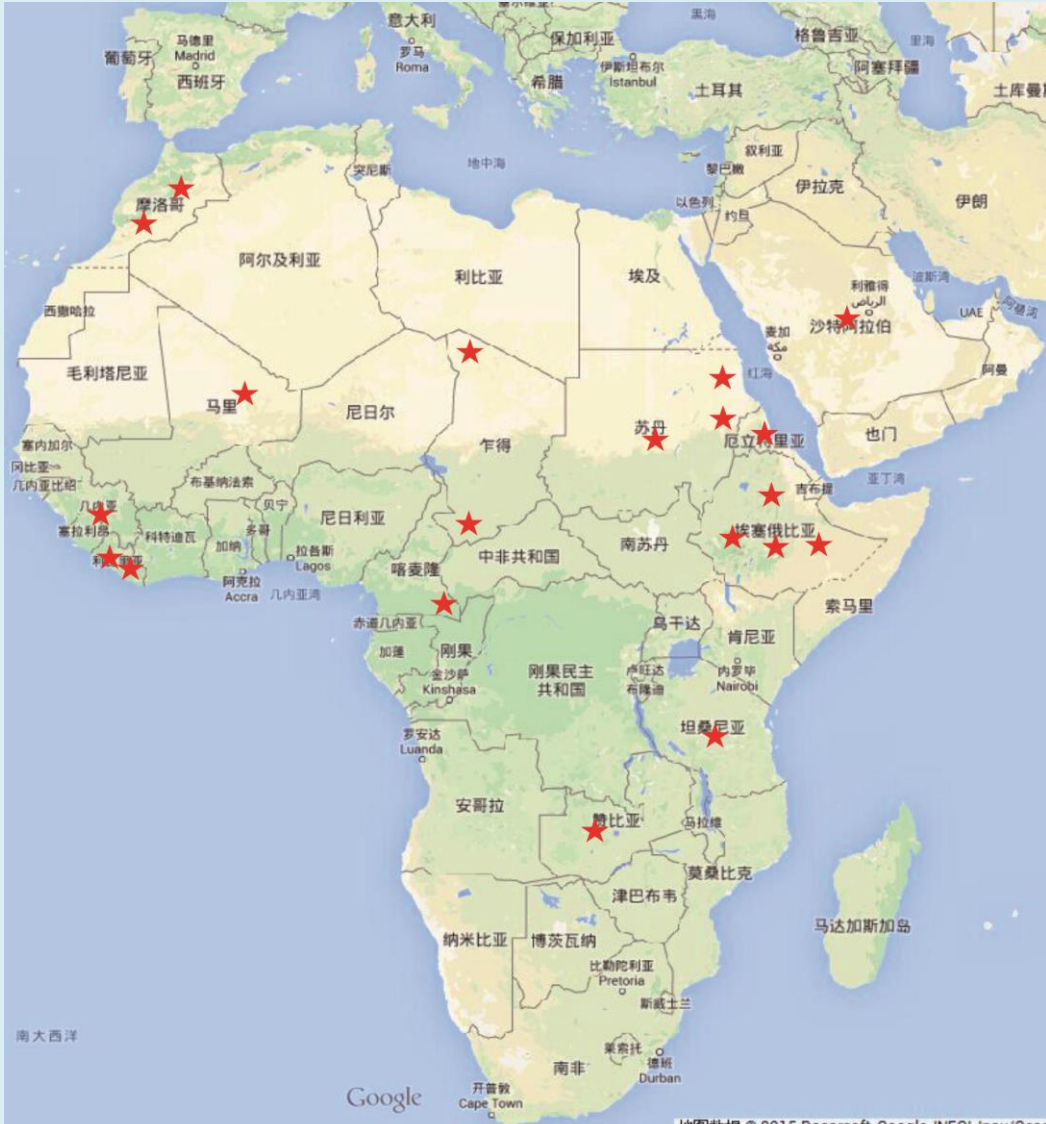 黑海
意大利
保加利亚
格鲁吉亚
里海
葡萄牙
马德里
Madrid
罗马
Roma
伊斯坦布尔
Istanbul
阿塞拜疆
西班牙
希腊
土耳其
土库曼
突尼斯
地中海
叙利亚
黎巴嫩
伊拉克
伊朗
以色列
约旦
摩洛哥
阿尔及利亚
利比亚
埃及
波斯湾
利雅得
الرياض
西撒哈拉
沙特阿拉伯
UAE
阿曼湾
麦加
مكة
毛利塔尼亚
红海
阿曼
马里
尼日尔
乍得
苏丹
厄立特里亚
也门
塞内加尔
冈比亚
几内亚比绍
布基纳法索
吉布提
亚丁湾
几内亚
贝宁
尼日利亚
塞拉利昂
科特迪瓦
加纳
多哥
拉各斯
Lagos
埃塞俄比亚
中非共和国
南苏丹
喀麦隆
阿克拉
Accra
几内亚湾
索马里
赤道几内亚
乌干达
肯尼亚
加蓬
刚果
刚果民主
共和国
卢旺达
布隆迪
内罗毕
Nairobi
金沙萨
Kinshasa
坦桑尼亚
罗安达
Luanda
安哥拉
赞比亚
马拉维
莫桑比克
津巴布韦
马达加斯加岛
纳米比亚
博茨瓦纳
比勒陀利亚
Pretoria
斯威士兰
南大西洋
莱索托
南非
德班
Durban
开普敦
Cape Town
Google